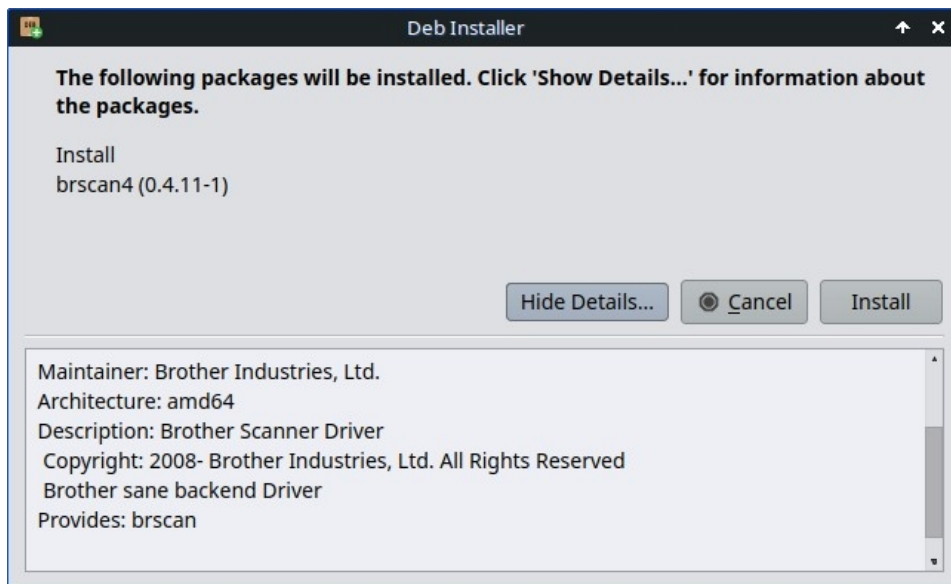 Deb Installer
The following packages will be installed. Click 'Show Details...' for information about
the packages.
Install
brscan4 (0.4.11-1)
Hide Details...
Cancel
Install
Maintainer: Brother Industries, Ltd.
Architecture: amd64
Description: Brother Scanner Driver
Copyright: 2008- Brother Industries, Ltd. All Rights Reserved
Brother sane backend Driver
Provides: brscan